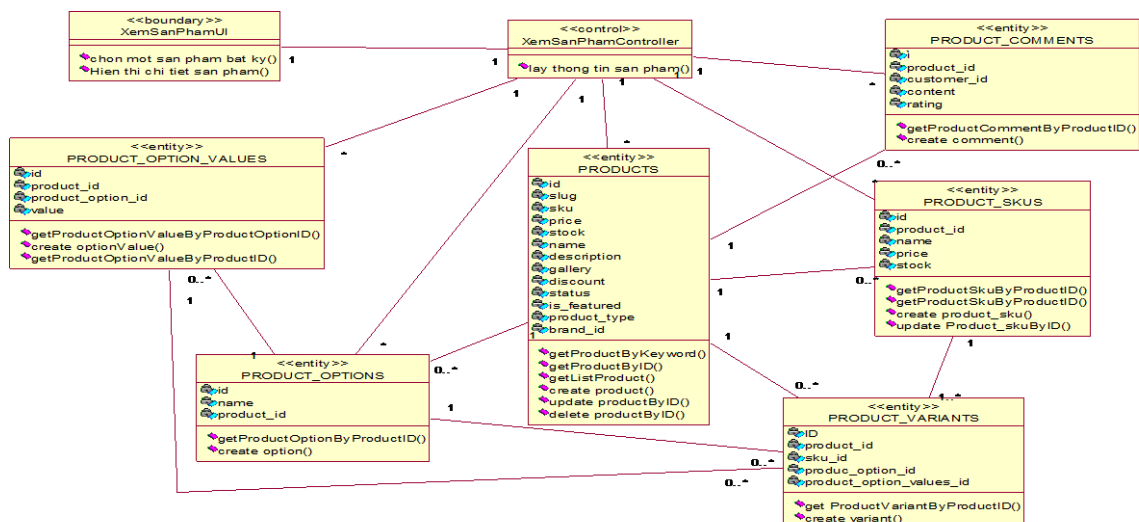 <<boundary>>
XemSanPhamUI
chon mot san pham bat ky()
Hien thi chi tiet san pham()
<<control>>
XemSanPhamController
lay thong tin san pham()
<<entity>>
PRODUCT_COMMENTS
i
product_id
customer_id
content
rating
getProductCommentByProductID()
create comment()
<<entity>>
PRODUCT_OPTION_VALUES
id
product_id
product_option_id
value
getProductOptionValueByProductOptionID()
create optionValue()
getProductOptionValueByProductID()
<<entity>>
PRODUCTS
id
slug
sku
price
stock
name
description
gallery
discount
status
is_featured
product_type
brand_id
getProductByKeyword()
getProductByID()
getListProduct()
create product()
update productByID()
delete productByID()
<<entity>>
PRODUCT_SKUS
id
product_id
name
price
stock
getProductSkuByProductID()
getProductSkuByProductID()
create product_sku()
update Product_skuByID()
<<entity>>
PRODUCT_OPTIONS
id
name
product_id
getProductOptionByProductID()
create option()
<<entity>>
PRODUCT_VARIANTS
ID
product_id
sku_id
produc_option_id
product_option_values_id
get ProductVariantByProductID()
create variant()
1
1
1
*
1
*
1
*
1
*
1
*
0..*
1
1
0..*
1
0..*
1
1..*
0..*
1
1
0..*
1
0..*
1
0..*